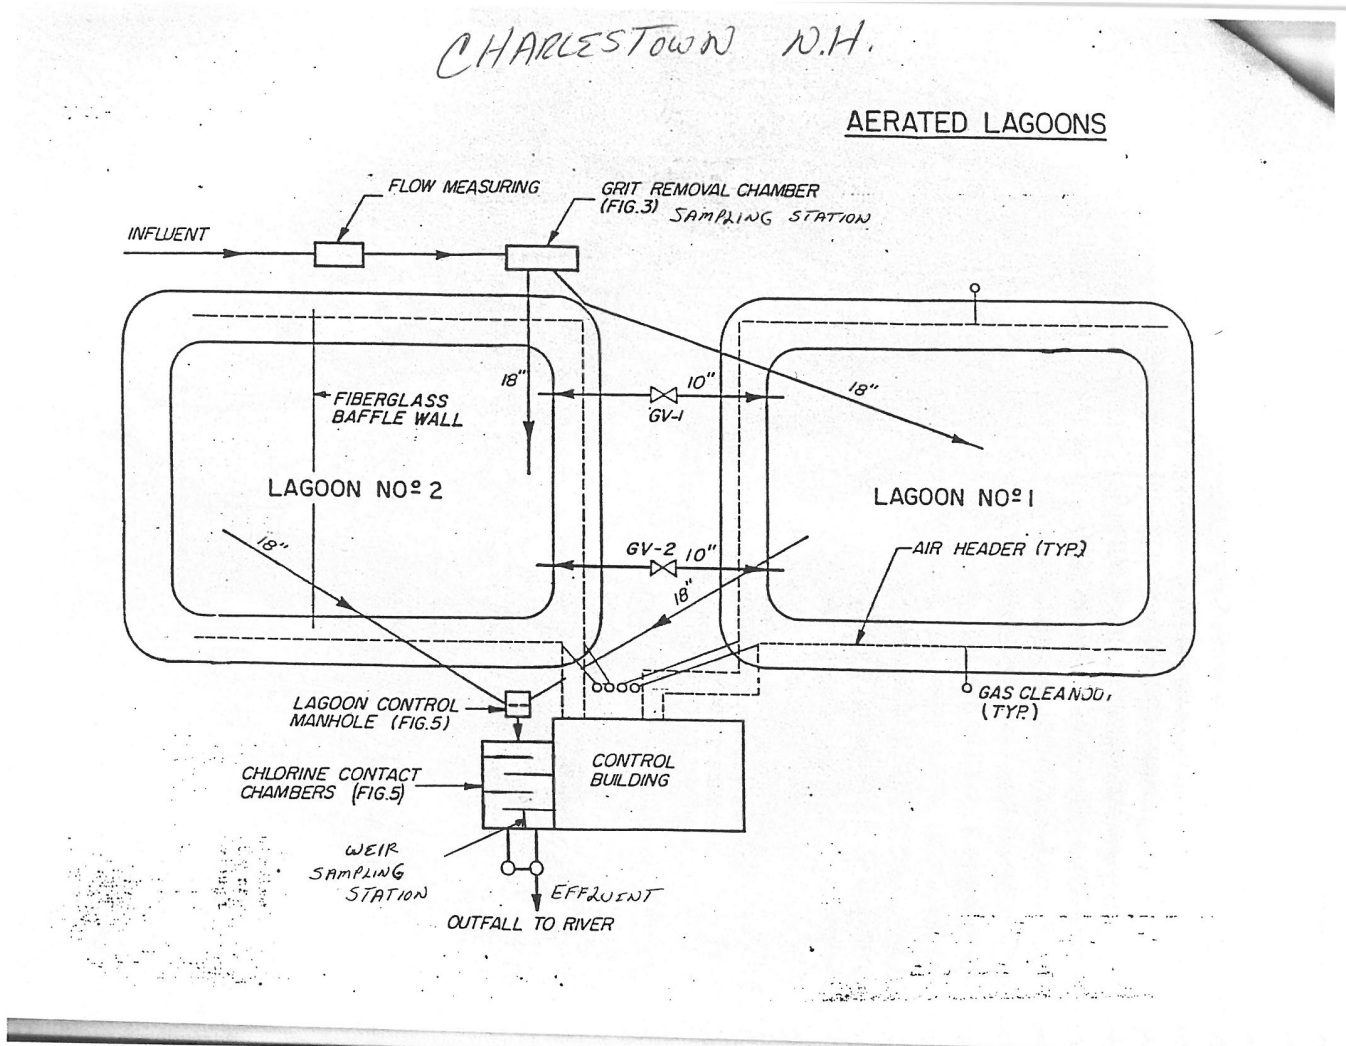 CHARLESTOWN N.H.
AERATED LAGOONS
FLOW MEASURING
GRIT REMOVAL CHAMBER
(FIG.3) SAMPLING STATION
INFLUENT
18"
10"
GV-1
18"
FIBERGLASS
BAFFLE WALL
LAGOON Nº 2
LAGOON Nº 1
18"
GV-2 10"
AIR HEADER (TYP.)
18"
LAGOON CONTROL
MANHOLE (FIG.5)
GAS CLEANOUT
(TYP.)
CONTROL
BUILDING
CHLORINE CONTACT
CHAMBERS (FIG.5)
WEIR
SAMPLING
STATION
EFFLUENT
OUTFALL TO RIVER